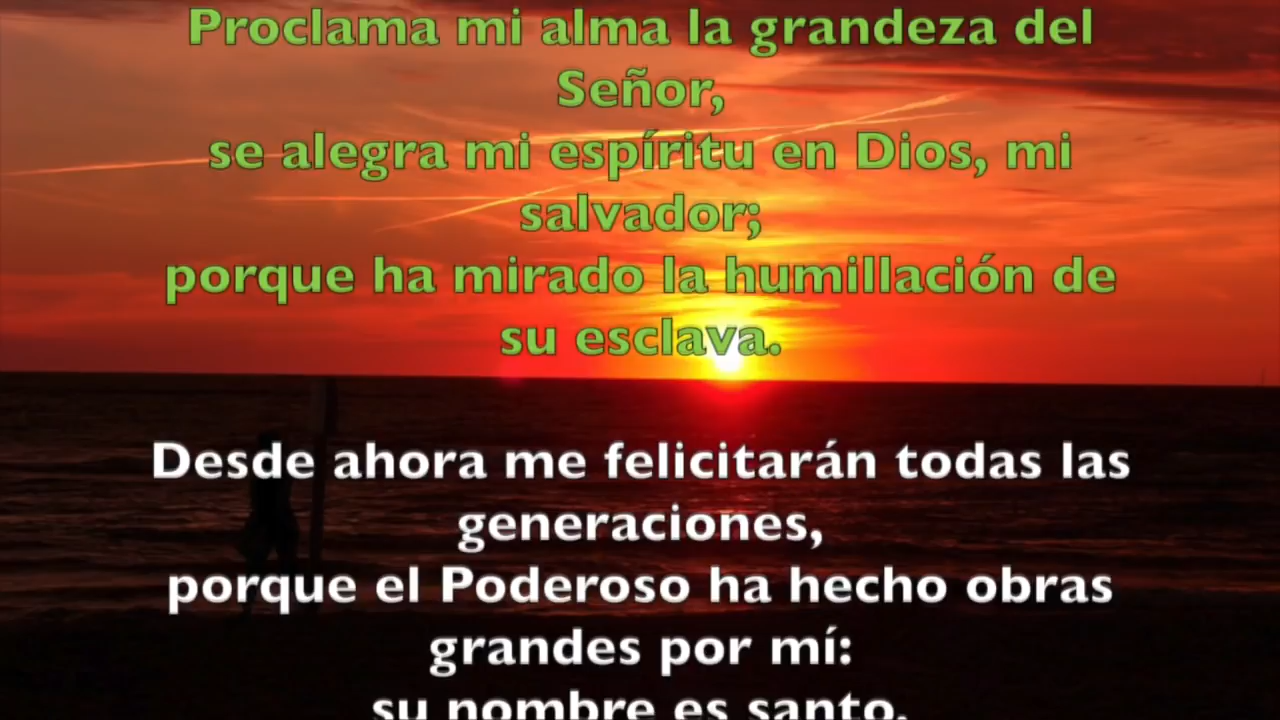 Proclama mi alma la grandeza del
Señor,
se alegra mi espíritu en Dios, mi
salvador;
porque ha mirado la humillación de
su esclava.
Desde ahora me felicitarán todas las
generaciones,
porque el Poderoso ha hecho obras
grandes por mí:
su nombre es santo,